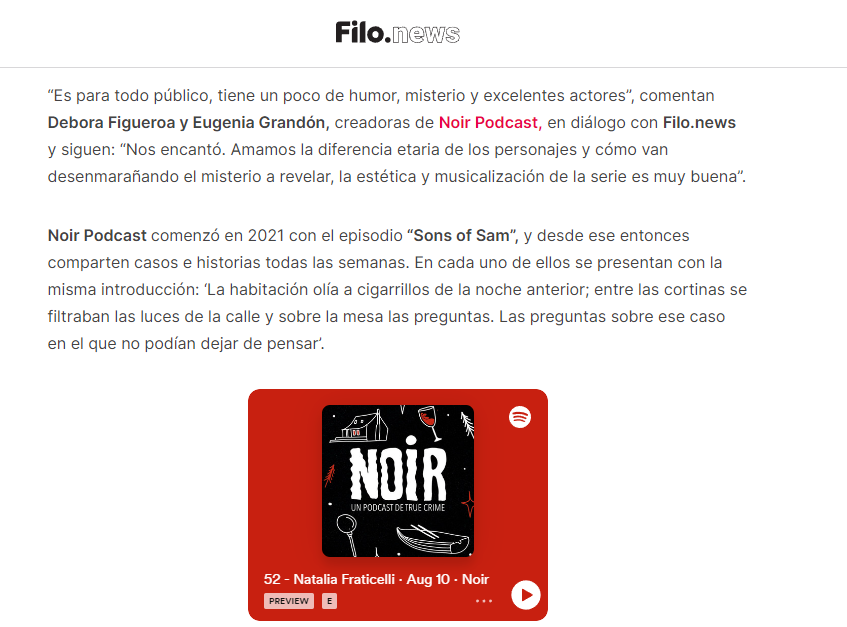 Filo.news
“Es para todo público, tiene un poco de humor, misterio y excelentes actores”, comentan
Debora Figueroa y Eugenia Grandón, creadoras de Noir Podcast, en diálogo con Filo.news
y siguen: “Nos encantó. Amamos la diferencia etaria de los personajes y cómo van
desenmarañando el misterio a revelar, la estética y musicalización de la serie es muy buena”.
Noir Podcast comenzó en 2021 con el episodio “Sons of Sam”, y desde ese entonces
comparten casos e historias todas las semanas. En cada uno de ellos se presentan con la
misma introducción: ‘La habitación olía a cigarrillos de la noche anterior; entre las cortinas se
filtraban las luces de la calle y sobre la mesa las preguntas. Las preguntas sobre ese caso
en el que no podían dejar de pensar’.
NOIR
UN PODCAST DE TRUE CRIME
52 - Natalia Fraticelli · Aug 10 · Noir
PREVIEW E